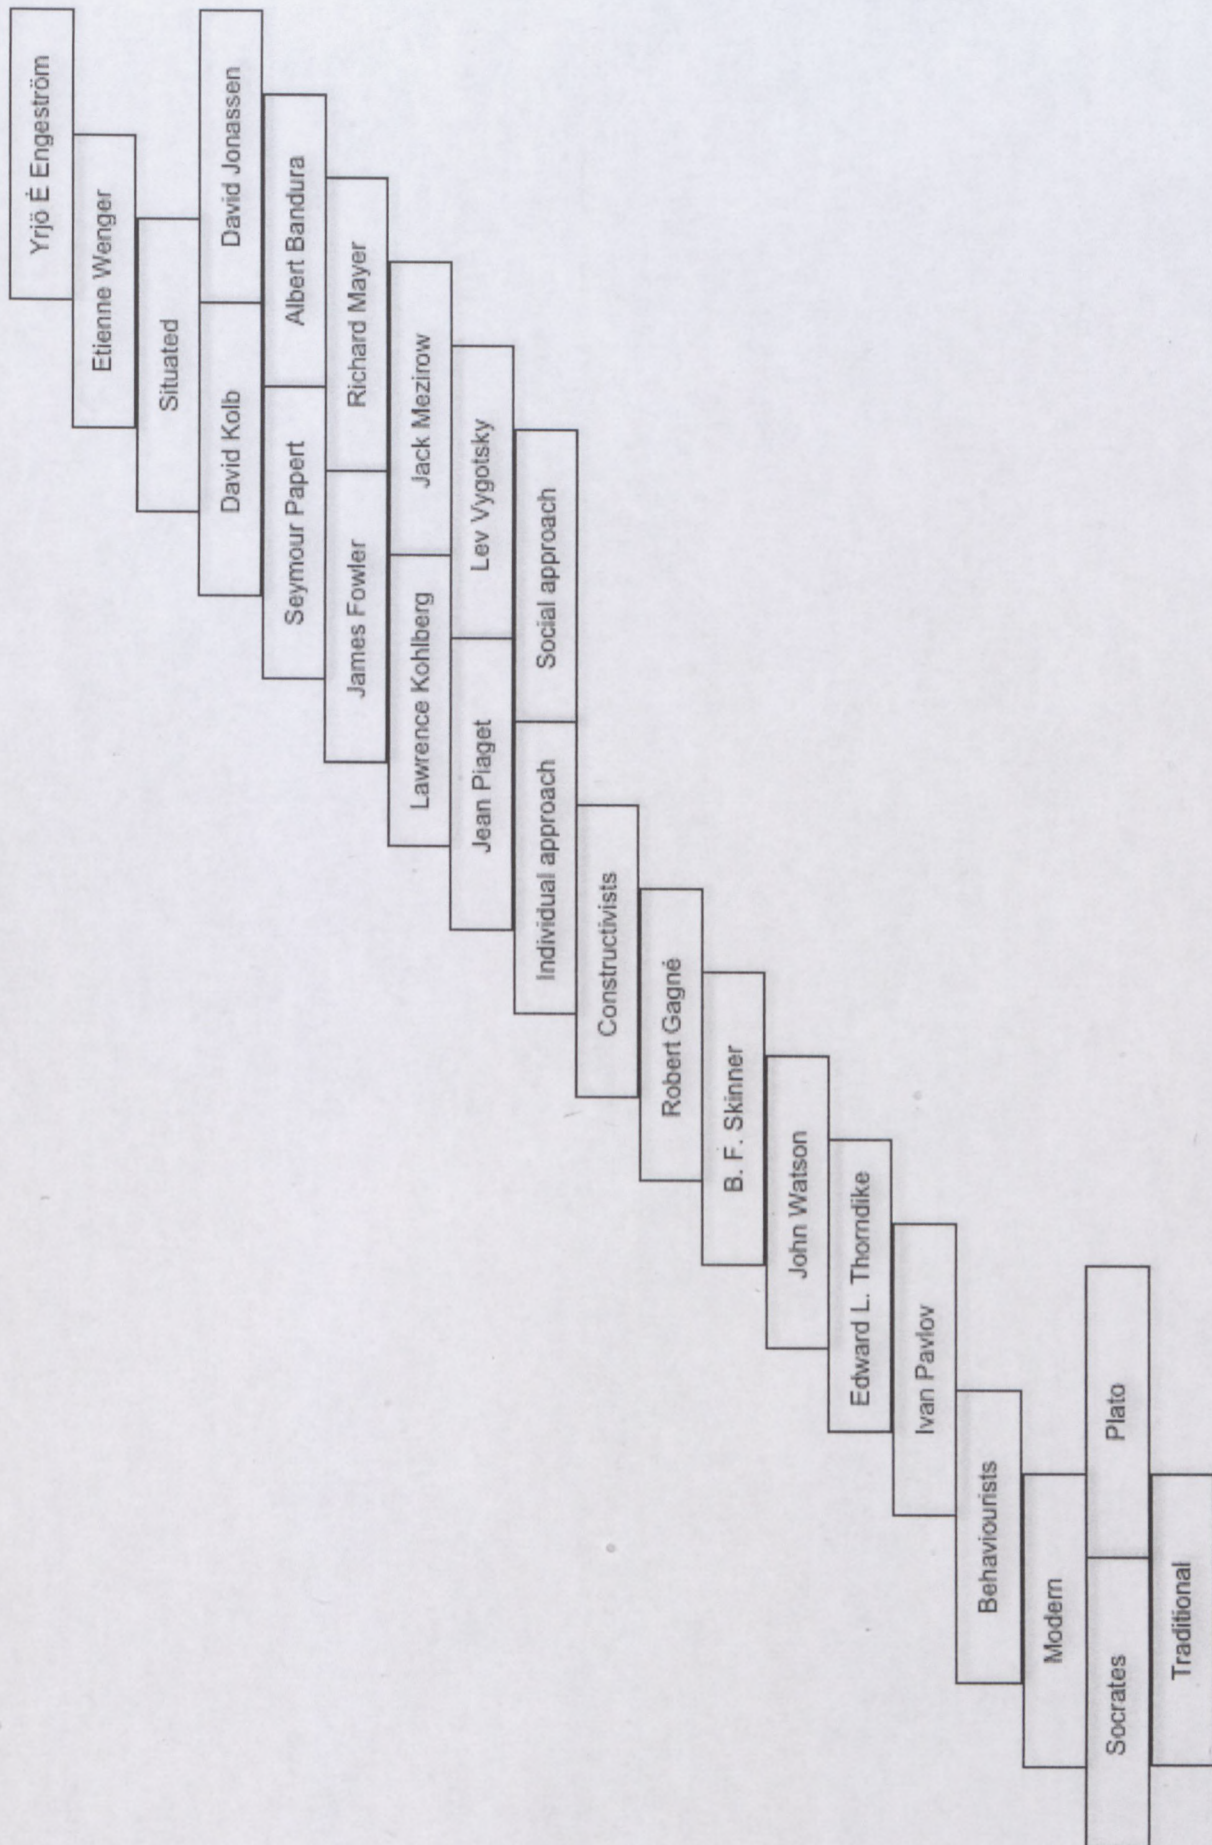 Yrjö Ė Engeström
Etienne Wenger
Situated
David Kolb David Jonassen
Seymour Papert Albert Bandura
James Fowler Richard Mayer
Lawrence Kohlberg Jack Mezirow
Jean Piaget Lev Vygotsky
Individual approach Social approach
Constructivists
Robert Gagné
B. F. Skinner
John Watson
Edward L. Thorndike
Ivan Pavlov
Behaviourists
Modern
Socrates Plato
Traditional